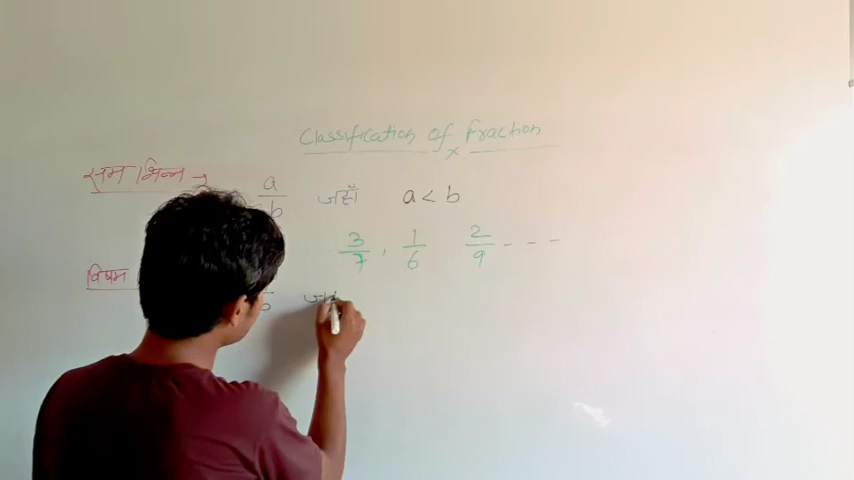 Classification of fraction
सम भिन्न → a/b जहाँ a < b
3/7 , 1/6 2/9 - - -
विषम